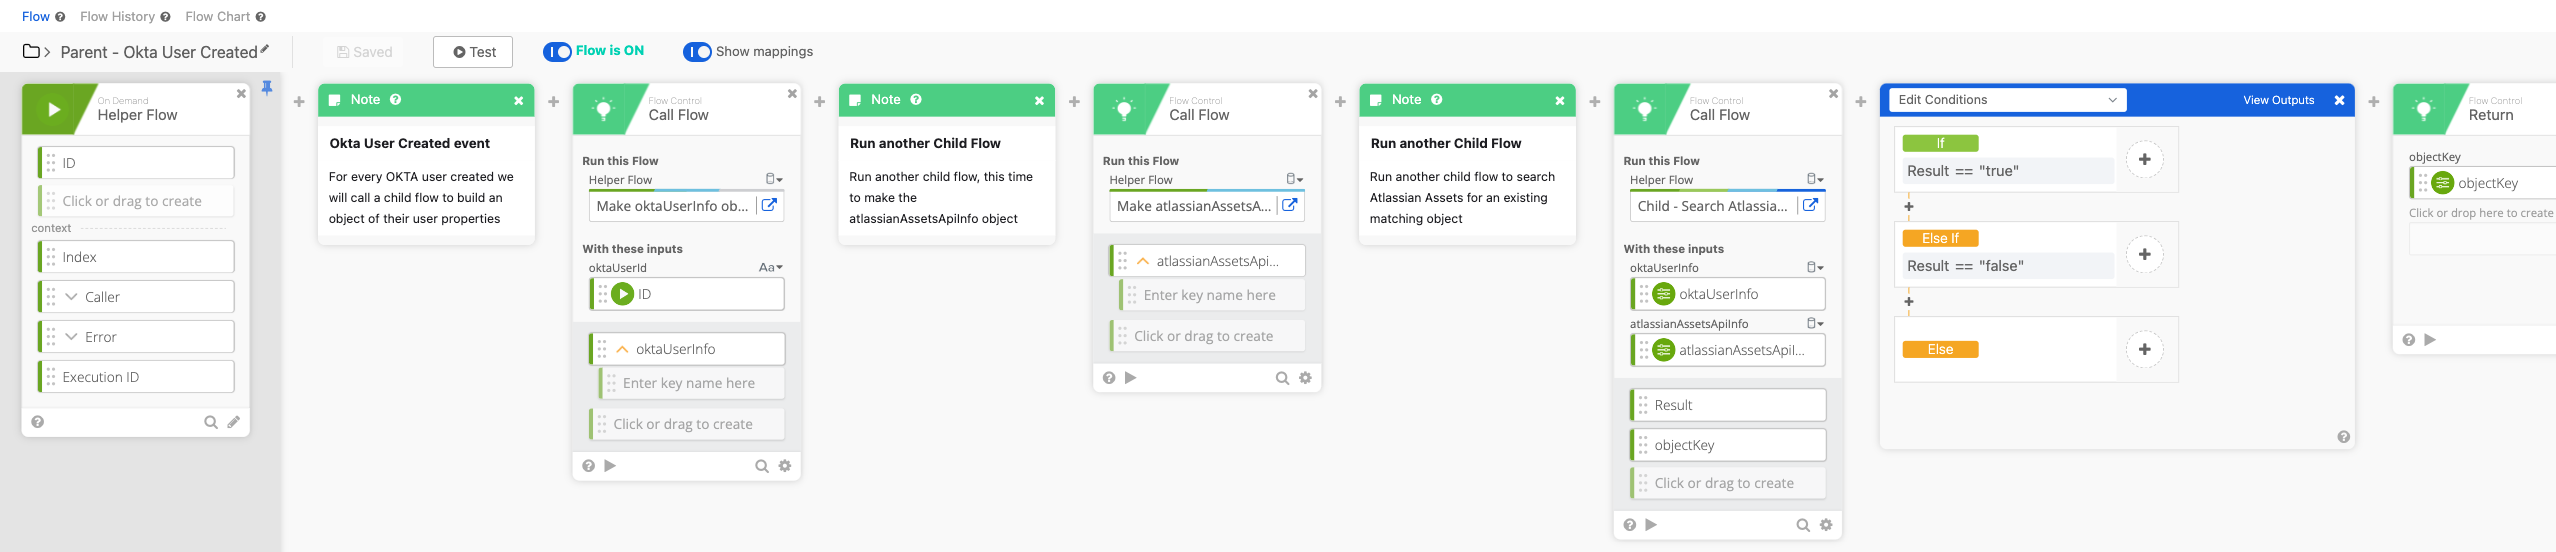 Flow Flow History Flow Chart
Parent - Okta User Created
Saved
Test
Flow is ON
Show mappings
On Demand
Helper Flow
ID
Click or drag to create
context
Index
Caller
Error
Execution ID
Note
Okta User Created event
For every OKTA user created we
will call a child flow to build an
object of their user properties
Flow Control
Call Flow
Run this Flow
Helper Flow
Make oktaUserInfo ob...
With these inputs
oktaUserId Aa
ID
oktaUserInfo
Enter key name here
Click or drag to create
Note
Run another Child Flow
Run another child flow, this time
to make the
atlassianAssetsApiInfo object
Flow Control
Call Flow
Run this Flow
Helper Flow
Make atlassianAssetsA...
atlassianAssetsApi...
Enter key name here
Click or drag to create
Note
Run another Child Flow
Run another child flow to search
Atlassian Assets for an existing
matching object
Flow Control
Call Flow
Run this Flow
Helper Flow
Child - Search Atlassia...
With these inputs
oktaUserInfo
oktaUserInfo
atlassianAssetsApiInfo
atlassianAssetsApiI...
Result
objectKey
Click or drag to create
Edit Conditions
View Outputs
If
Result == "true"
Else If
Result == "false"
Else
Flow Control
Return
objectKey
objectKey
Click or drop here to create